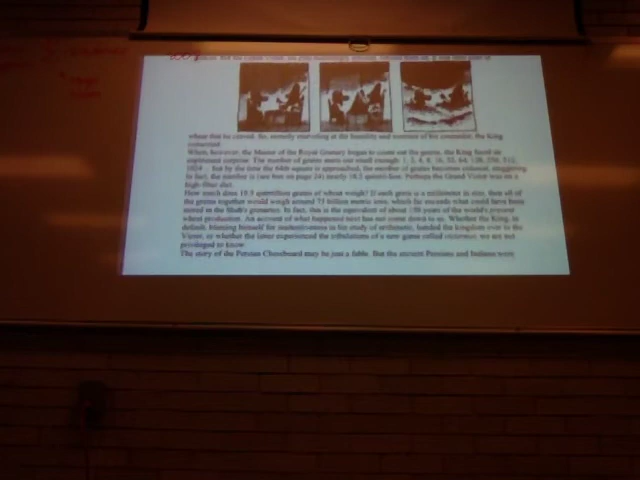 wheat that he craved. So, secretly marveling at the humility and of his counselor, the King
consented.
When, however, the Master of the Royal Granary began to count out the grains, the King faced an
unpleasant surprise. The number of grains starts out small enough: 1, 2, 4, 8, 16, 32, 64, 128, 256, 512,
1024 ... but by the time the 64th square is approached, the number of grains becomes colossal, staggering.
In fact, the number is (see box on page 24) nearly 18.5 quintillion. Perhaps the Grand Vizier was on a
high-fiber diet.
How much does 18.5 quintillion grains of wheat weigh? If each grain is a millimeter in size, then all of
the grains together would weigh around 75 billion metric tons, which far exceeds what could have been
stored in the Shah's granaries. In fact, this is the equivalent of about 150 years of the world's present
wheat production. An account of what happened next has not come down to us. Whether the King, in
default, blaming himself for inattentiveness in his study of arithmetic, handed the kingdom over to the
Vizier, or whether the latter experienced the tribulations of a new game called we are not
privileged to know.
The story of the Persian Chessboard may be just a fable. But the ancient Persians and Indians were